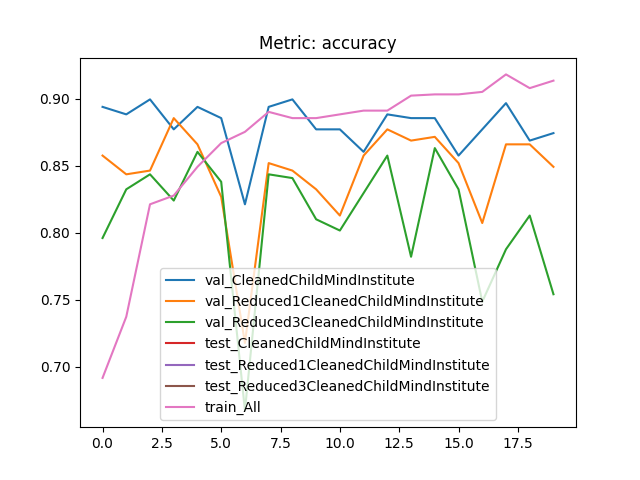 Metric: accuracy
0.90
0.85
0.80
0.75
0.70
val_CleanedChildMindInstitute
val_Reduced1CleanedChildMindInstitute
val_Reduced3CleanedChildMindInstitute
test_CleanedChildMindInstitute
test_Reduced1CleanedChildMindInstitute
test_Reduced3CleanedChildMindInstitute
train_All
0.0 2.5 5.0 7.5 10.0 12.5 15.0 17.5